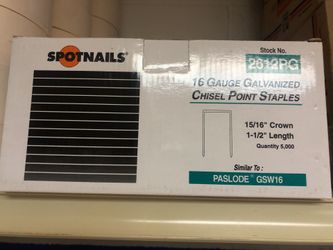 SPOTNAILS®
Stock No.
2612PG
16 GAUGE GALVANIZED
CHISEL POINT STAPLES
15/16" Crown
1-1/2" Length
Quantity 5,000
Similar To :
PASLODE® GSW16